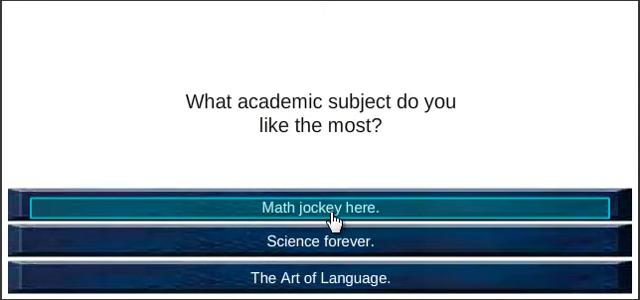 What academic subject do you
like the most?
Math jockey here.
Science forever.
The Art of Language.